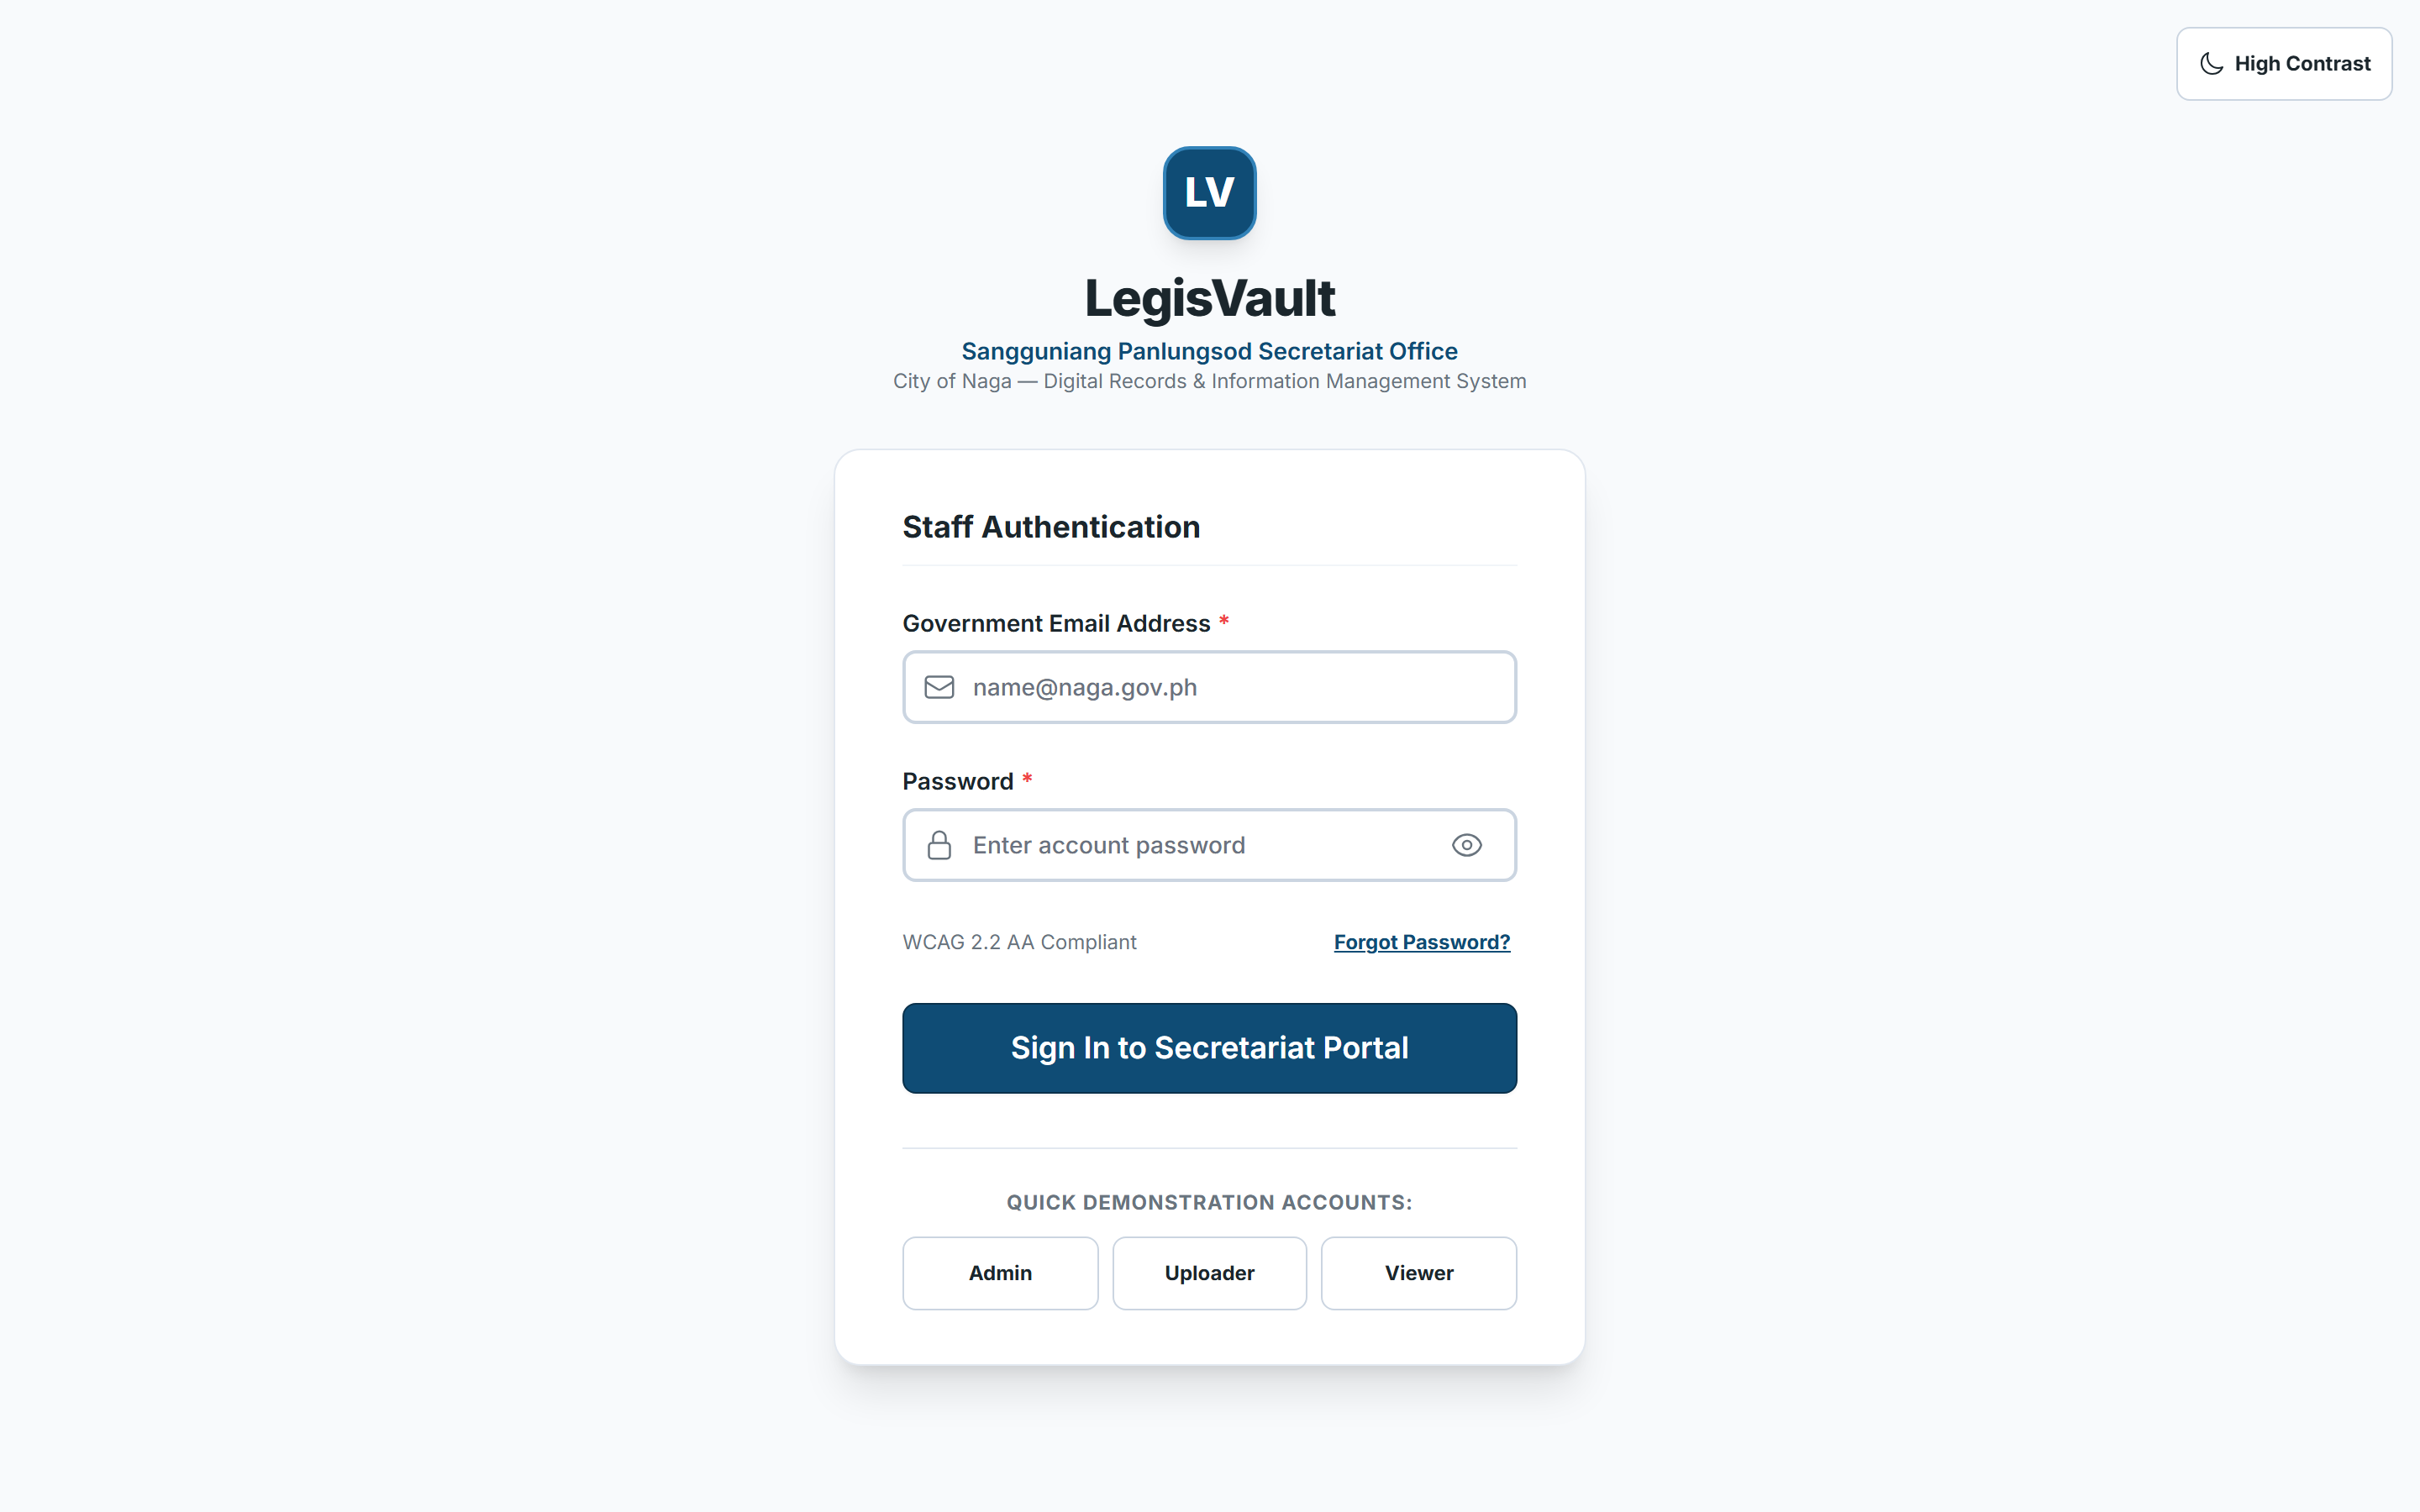 High Contrast
LV
LegisVault
Sangguniang Panlungsod Secretariat Office
City of Naga — Digital Records & Information Management System
Staff Authentication
Government Email Address *
name@naga.gov.ph
Password *
Enter account password
WCAG 2.2 AA Compliant
Forgot Password?
Sign In to Secretariat Portal
QUICK DEMONSTRATION ACCOUNTS:
Admin
Uploader
Viewer